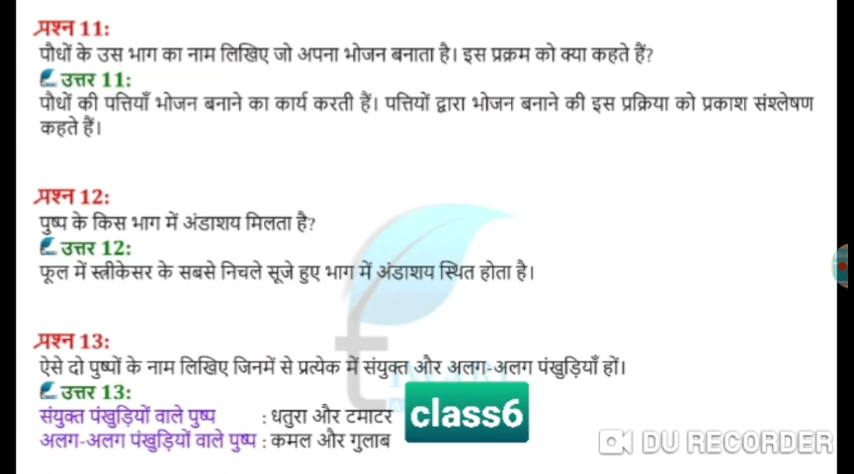 प्रश्न 11:
पौधों के उस भाग का नाम लिखिए जो अपना भोजन बनाता है। इस प्रक्रम को क्या कहते हैं?
उत्तर 11:
पौधों की पत्तियाँ भोजन बनाने का कार्य करती हैं। पत्तियों द्वारा भोजन बनाने की इस प्रक्रिया को प्रकाश संश्लेषण
कहते हैं।
प्रश्न 12:
पुष्प के किस भाग में अंडाशय मिलता है?
उत्तर 12:
फूल में स्त्रीकेसर के सबसे निचले सूजे हुए भाग में अंडाशय स्थित होता है।
प्रश्न 13:
ऐसे दो पुष्पों के नाम लिखिए जिनमें से प्रत्येक में संयुक्त और अलग-अलग पंखुड़ियाँ हों।
उत्तर 13:
संयुक्त पंखुड़ियों वाले पुष्प : धतुरा और टमाटर
अलग-अलग पंखुड़ियों वाले पुष्प : कमल और गुलाब
class6
DU RECORDER